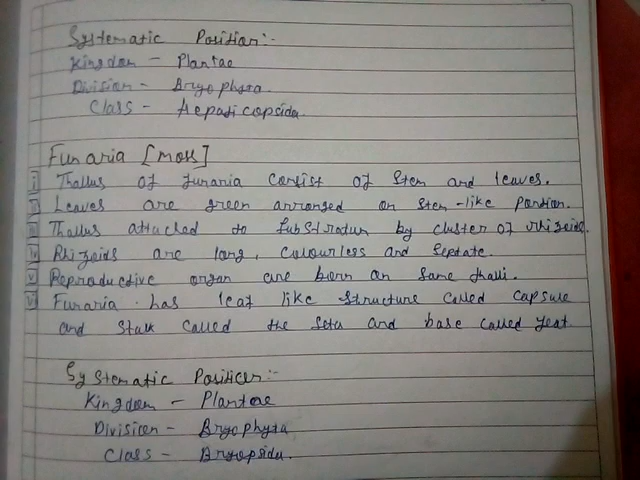 Systematic Position:-
Kingdom - Plantae
Division - Bryophyta
Class - Hepaticopsida
Funaria [moss]
i Thallus of funaria consist of stem and leaves.
ii Leaves are green arranged on stem-like portion.
iii Thallus attached to substratum by cluster of rhizoids.
iv Rhizoids are long, colourless and septate.
v Reproductive organ are born on same thalli.
vi Funaria has leaf like structure called capsule
and stalk called the seta and base called feat
Systematic Position:-
Kingdom - Plantae
Division - Bryophyta
Class - Bryopsida.